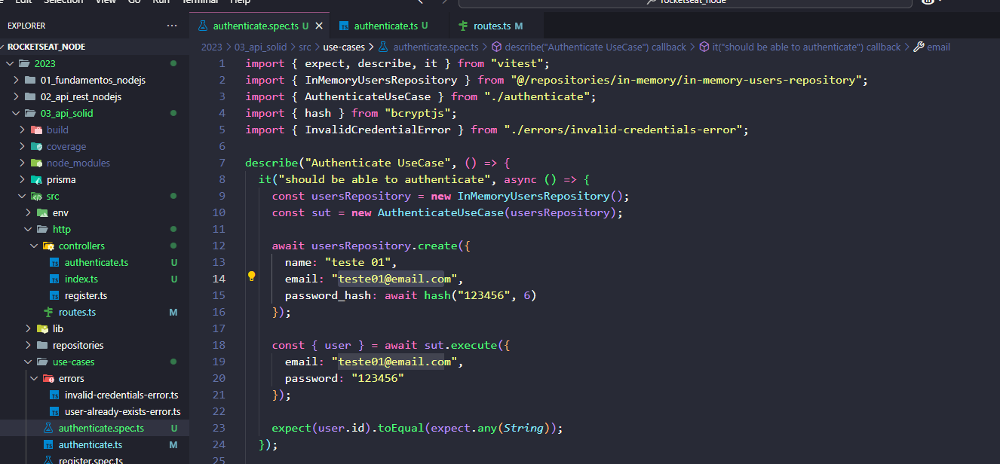 Edit Selection View Go Run Terminal Help
rocketseat_node
EXPLORER ...
authenticate.spec.ts U
authenticate.ts U
routes.ts M
ROCKETSEAT_NODE
2023 > 03_api_solid > src > use-cases > authenticate.spec.ts > describe("Authenticate UseCase") callback > it("should be able to authenticate") callback > email
2023
01_fundamentos_nodejs
02_api_rest_nodejs
03_api_solid
build
coverage
node_modules
prisma
src
env
http
controllers
authenticate.ts U
index.ts U
register.ts
routes.ts M
lib
repositories
use-cases
errors
invalid-credentials-error.ts
user-already-exists-error.ts
authenticate.spec.ts U
authenticate.ts M
register.spec.ts
1 import { expect, describe, it } from "vitest";
2 import { InMemoryUsersRepository } from "@/repositories/in-memory/in-memory-users-repository";
3 import { AuthenticateUseCase } from "./authenticate";
4 import { hash } from "bcryptjs";
5 import { InvalidCredentialError } from "./errors/invalid-credentials-error";
6
7 describe("Authenticate UseCase", () => {
8 it("should be able to authenticate", async () => {
9 const usersRepository = new InMemoryUsersRepository();
10 const sut = new AuthenticateUseCase(usersRepository);
11
12 await usersRepository.create({
13 name: "teste 01",
14 email: "teste01@email.com",
15 password_hash: await hash("123456", 6)
16 });
17
18 const { user } = await sut.execute({
19 email: "teste01@email.com",
20 password: "123456"
21 });
22
23 expect(user.id).toEqual(expect.any(String));
24 });
25